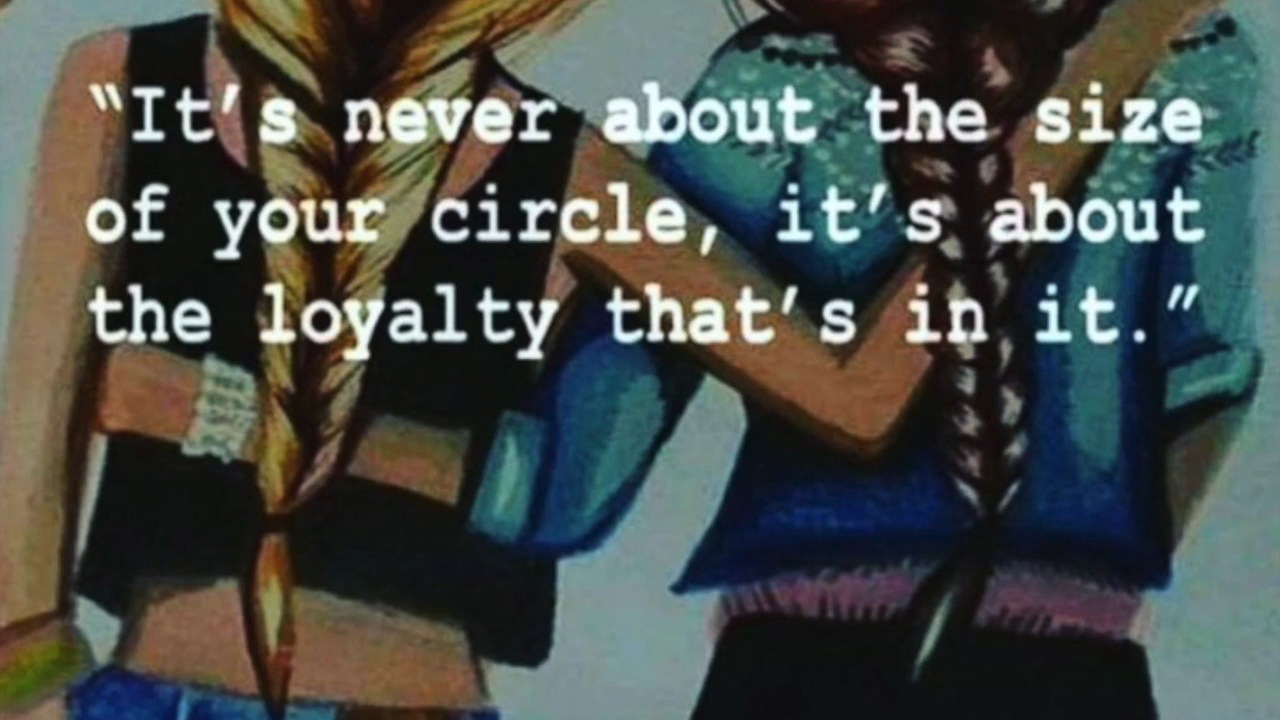 “It’s never about the size
of your circle, it’s about
the loyalty that’s in it.”